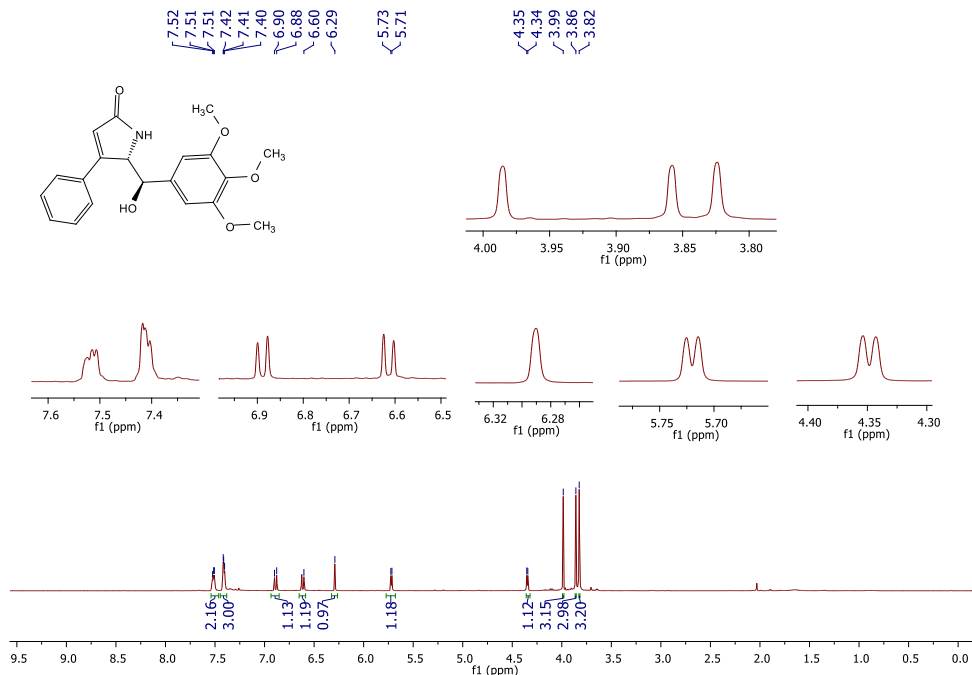 7.52
7.51
7.51
7.42
7.41
7.40
6.90
6.88
6.60
6.29
5.73
5.71
4.35
4.34
3.99
3.86
3.82
O
NH
HO
H₃C
O
CH₃
O
O
CH₃
4.00 3.95 3.90 3.85 3.80
f1 (ppm)
7.6 7.5 7.4
f1 (ppm)
6.9 6.8 6.7 6.6 6.5
f1 (ppm)
6.32 6.28
f1 (ppm)
5.75 5.70
f1 (ppm)
4.40 4.35 4.30
f1 (ppm)
2.16
3.00
1.13
1.19
0.97
1.18
1.12
3.15
2.98
3.20
9.5 9.0 8.5 8.0 7.5 7.0 6.5 6.0 5.5 5.0 4.5 4.0 3.5 3.0 2.5 2.0 1.5 1.0 0.5 0.0
f1 (ppm)